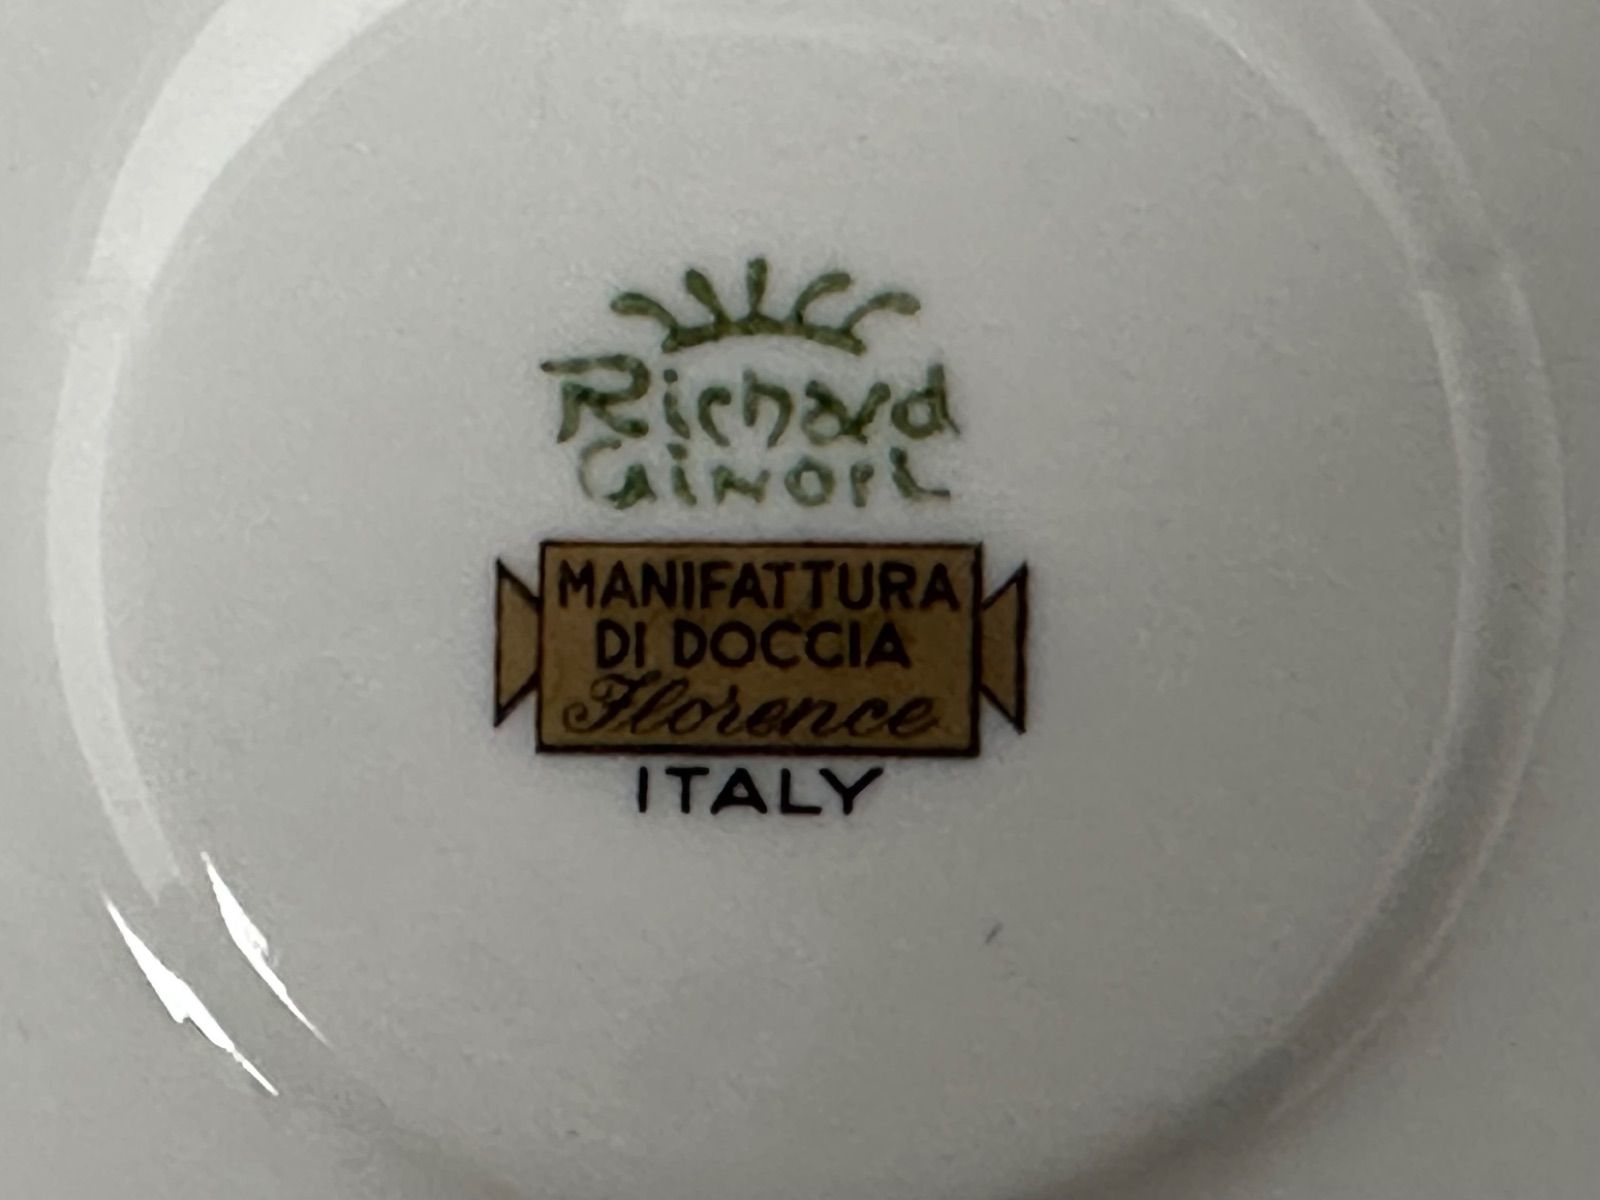 Richard
Ginori
MANIFATTURA
DI DOCCIA
Florence
ITALY